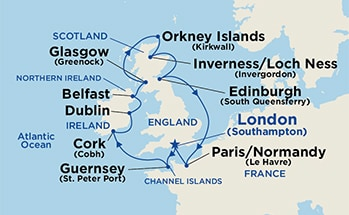 SCOTLAND
Orkney Islands
(Kirkwall)
Glasgow
(Greenock)
Inverness/Loch Ness
(Invergordon)
NORTHERN IRELAND
Edinburgh
(South Queensferry)
Belfast
Dublin
ENGLAND
London
(Southampton)
IRELAND
Atlantic
Ocean
Cork
(Cobh)
Paris/Normandy
(Le Havre)
Guernsey
(St. Peter Port)
CHANNEL ISLANDS
FRANCE